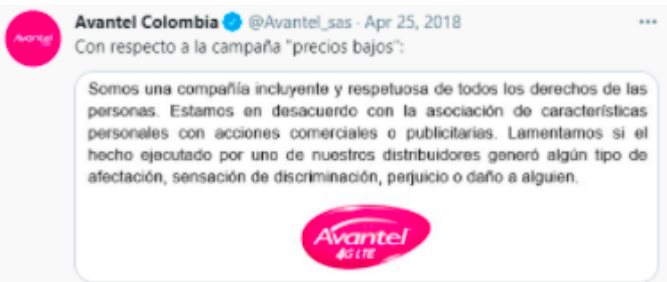 Avantel
Avantel Colombia @Avantel_sas · Apr 25, 2018
Con respecto a la campaña "precios bajos":
Somos una compañía incluyente y respetuosa de todos los derechos de las
personas. Estamos en desacuerdo con la asociación de características
personales con acciones comerciales o publicitarias. Lamentamos si el
hecho ejecutado por uno de nuestros distribuidores generó algún tipo de
afectación, sensación de discriminación, perjuicio o daño a alguien.
Avantel
4G LTE